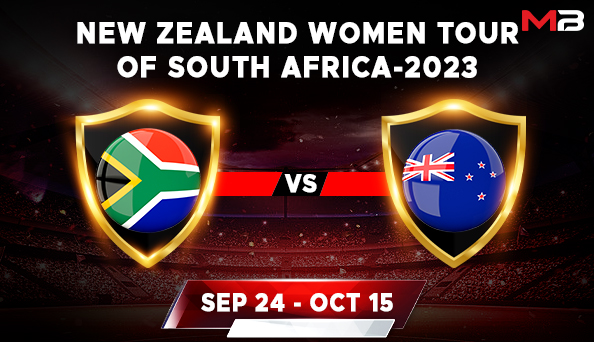 NEW ZEALAND WOMEN TOUR
OF SOUTH AFRICA-2023
MB
VS
SEP 24 - OCT 15